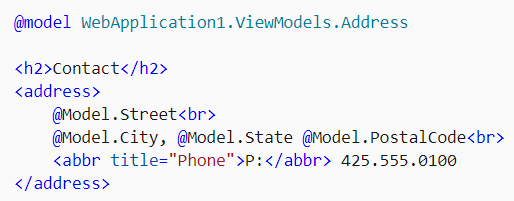 @model WebApplication1.ViewModels.Address

<h2>Contact</h2>
<address>
    @Model.Street<br>
    @Model.City, @Model.State @Model.PostalCode<br>
    <abbr title="Phone">P:</abbr> 425.555.0100
</address>